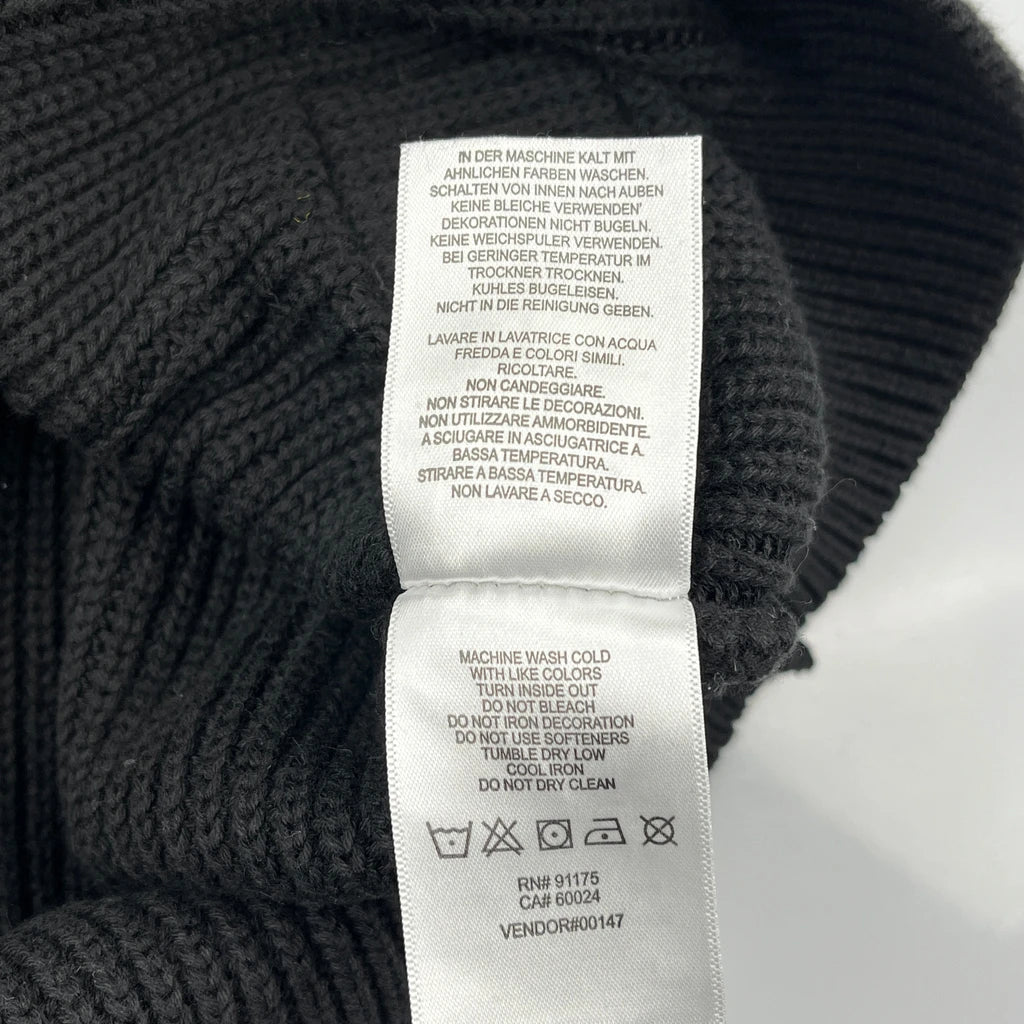 IN DER MASCHINE KALT MIT
AHNLICHEN FARBEN WASCHEN.
SCHALTEN VON INNEN NACH AUBEN
KEINE BLEICHE VERWENDEN'
DEKORATIONEN NICHT BUGELN.
KEINE WEICHSPULER VERWENDEN.
BEI GERINGER TEMPERATUR IM
TROCKNER TROCKNEN.
KUHLES BUGELEISEN.
NICHT IN DIE REINIGUNG GEBEN.
LAVARE IN LAVATRICE CON ACQUA
FREDDA E COLORI SIMILI.
RICOLTARE.
NON CANDEGGIARE.
NON STIRARE LE DECORAZIONI.
NON UTILIZZARE AMMORBIDENTE.
A SCIUGARE IN ASCIUGATRICE A.
BASSA TEMPERATURA.
STIRARE A BASSA TEMPERATURA.
NON LAVARE A SECCO.
MACHINE WASH COLD
WITH LIKE COLORS
TURN INSIDE OUT
DO NOT BLEACH
DO NOT IRON DECORATION
DO NOT USE SOFTENERS
TUMBLE DRY LOW
COOL IRON
DO NOT DRY CLEAN
RN# 91175
CA# 60024
VENDOR#00147